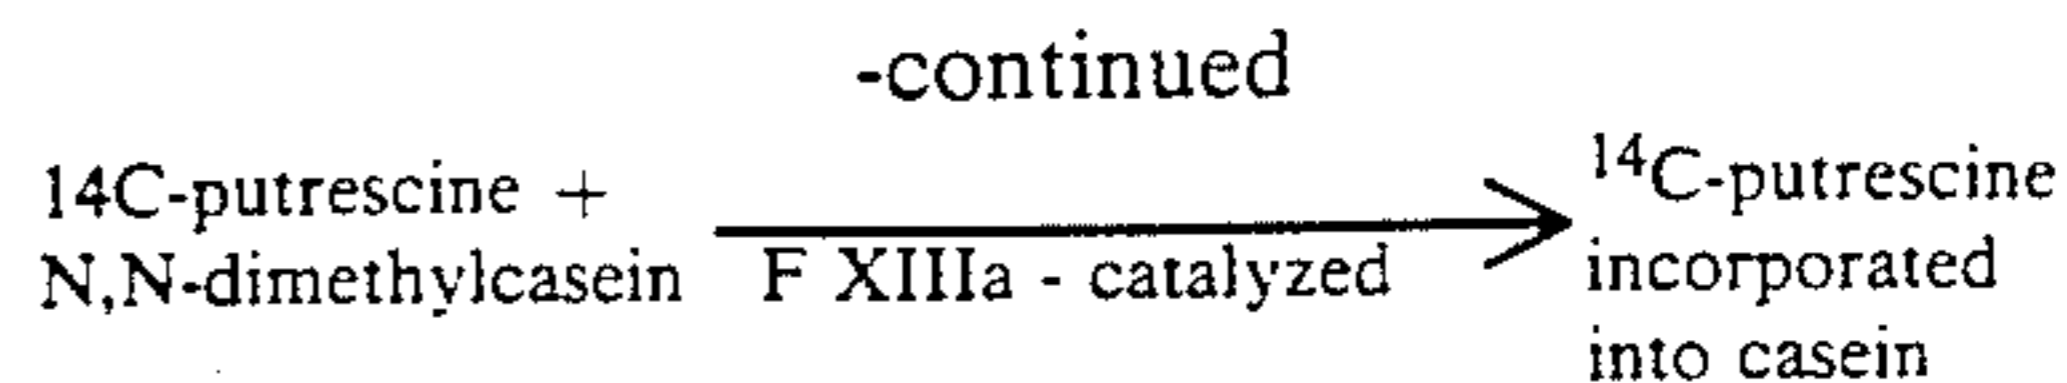 -continued
14C-putrescine +
N,N-dimethylcasein
F XIIIa - catalyzed
¹⁴C-putrescine
incorporated
into casein